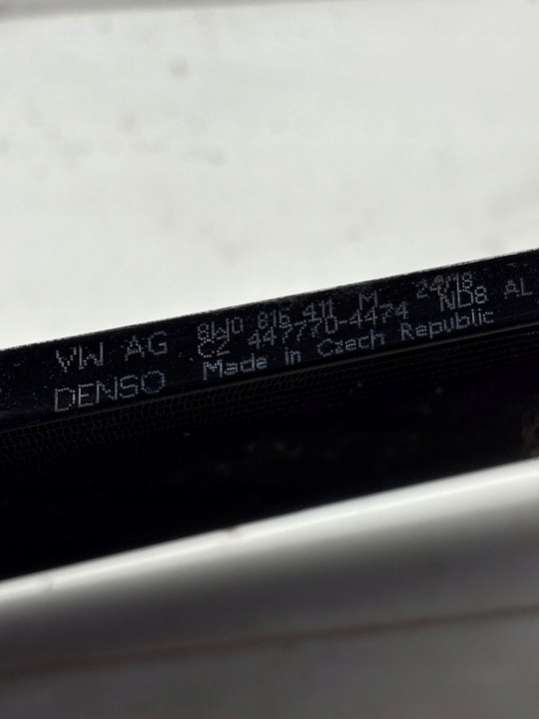 VW AG 8W0 816 411 M 24/18
CZ 447770-4474 ND8 AL
DENSO Made in Czech Republic